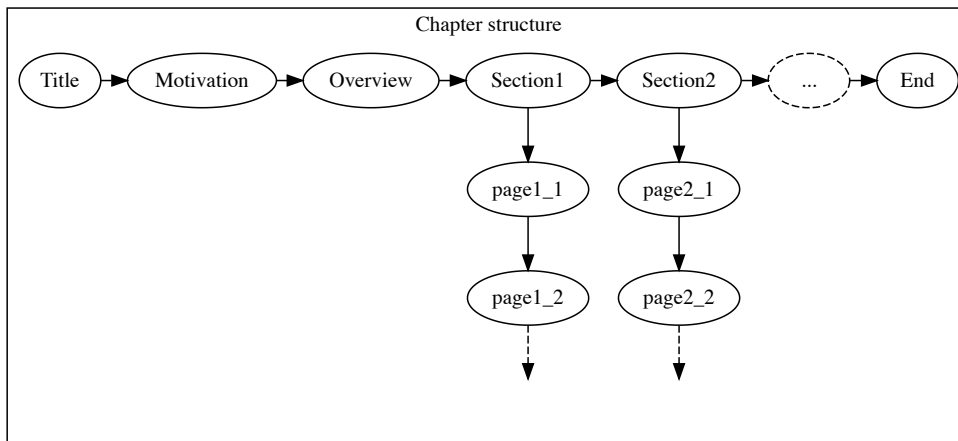 Chapter structure
Title
Motivation
Overview
Section1
Section2
...
End
page1_1
page2_1
page1_2
page2_2